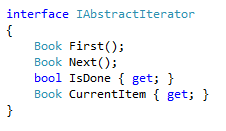 interface IAbstractIterator
{
    Book First();
    Book Next();
    bool IsDone { get; }
    Book CurrentItem { get; }
}